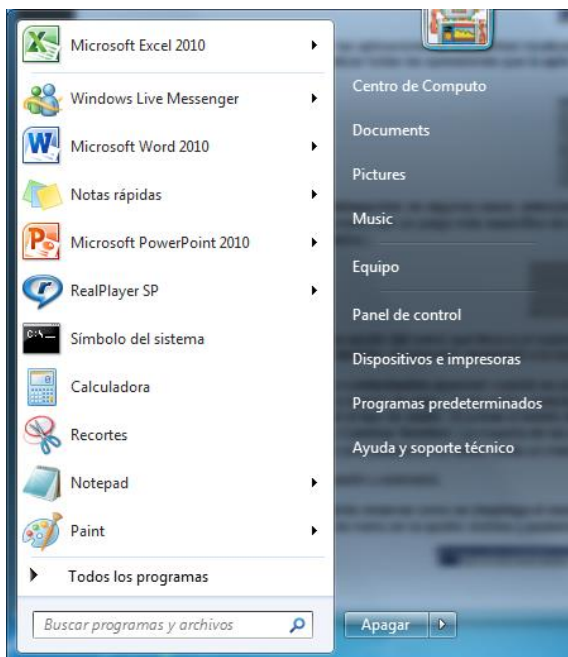 Microsoft Excel 2010
Windows Live Messenger
Microsoft Word 2010
Notas rápidas
Microsoft PowerPoint 2010
RealPlayer SP
Símbolo del sistema
Calculadora
Recortes
Notepad
Paint
Todos los programas
Buscar programas y archivos
Centro de Computo
Documents
Pictures
Music
Equipo
Panel de control
Dispositivos e impresoras
Programas predeterminados
Ayuda y soporte técnico
Apagar